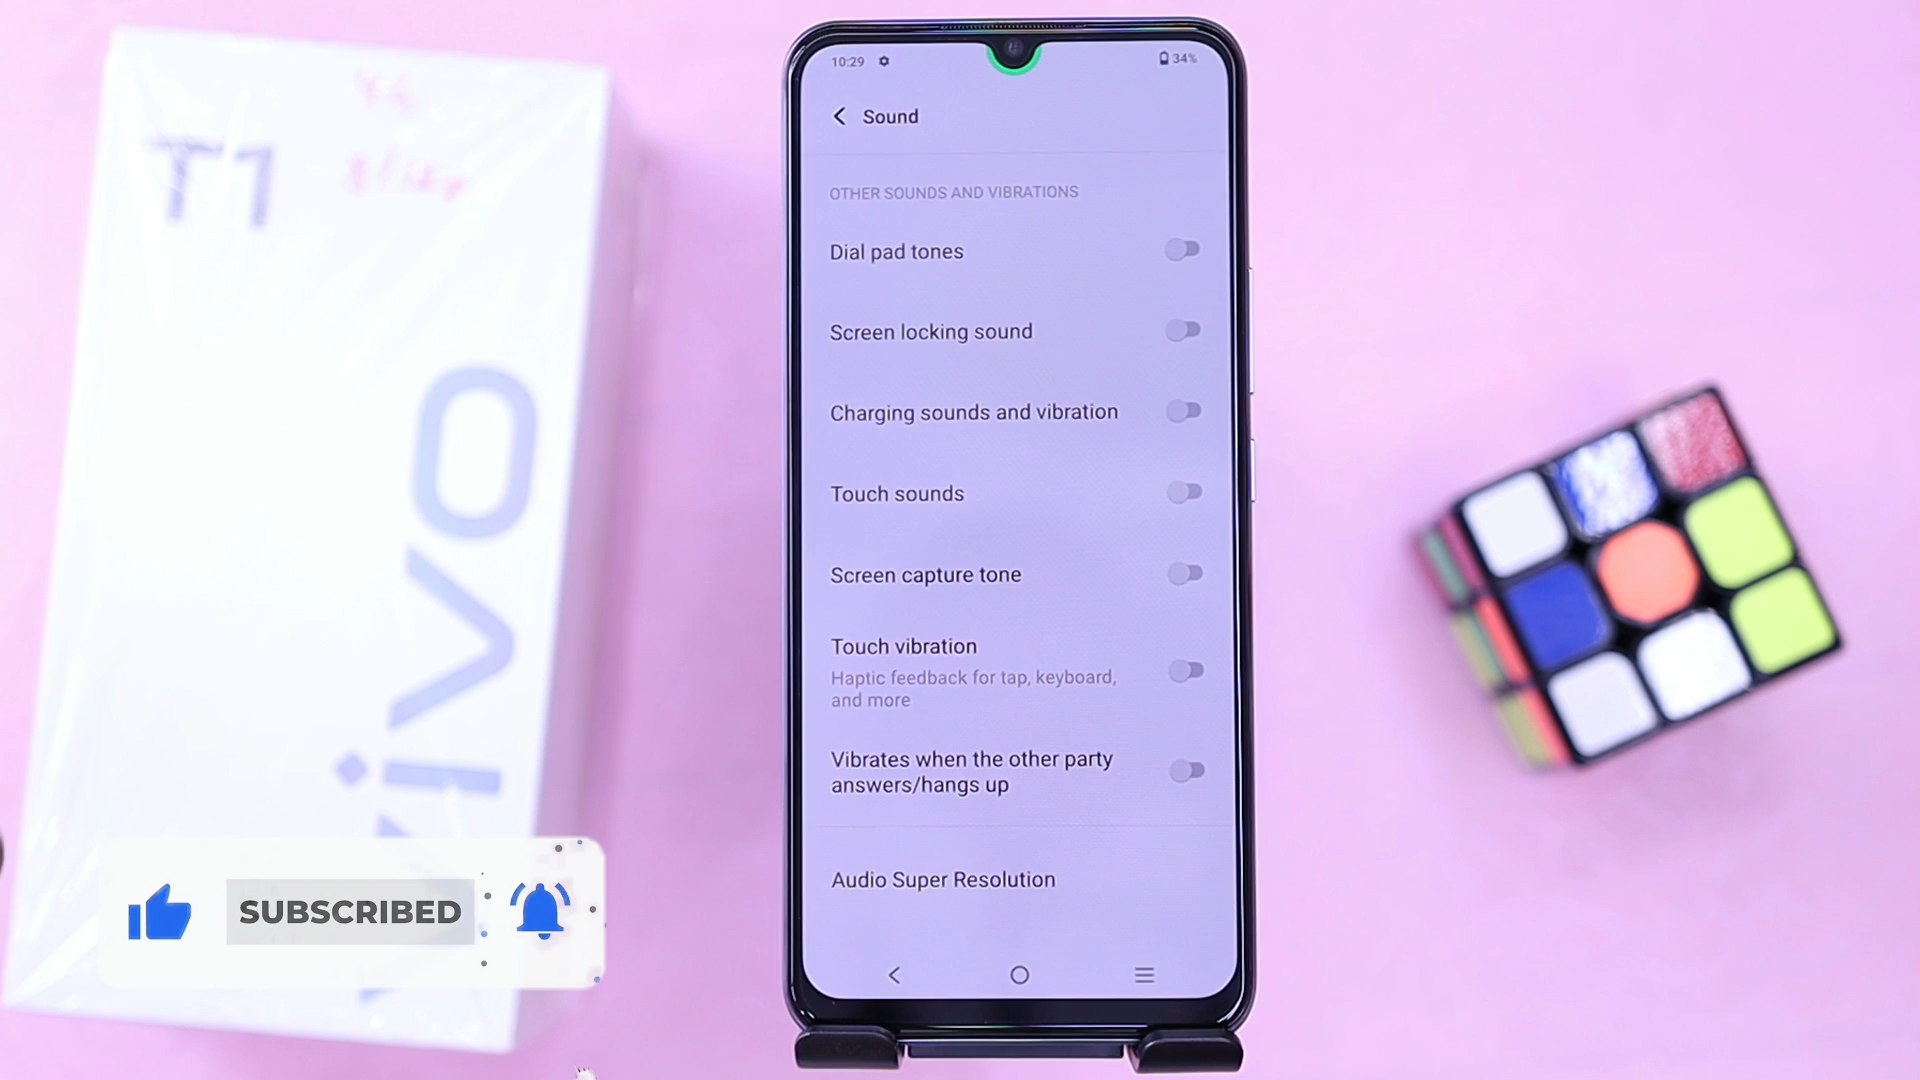 T1
vivo
10:29
34%
Sound
OTHER SOUNDS AND VIBRATIONS
Dial pad tones
Screen locking sound
Charging sounds and vibration
Touch sounds
Screen capture tone
Touch vibration
Haptic feedback for tap, keyboard,
and more
Vibrates when the other party
answers/hangs up
Audio Super Resolution
SUBSCRIBED